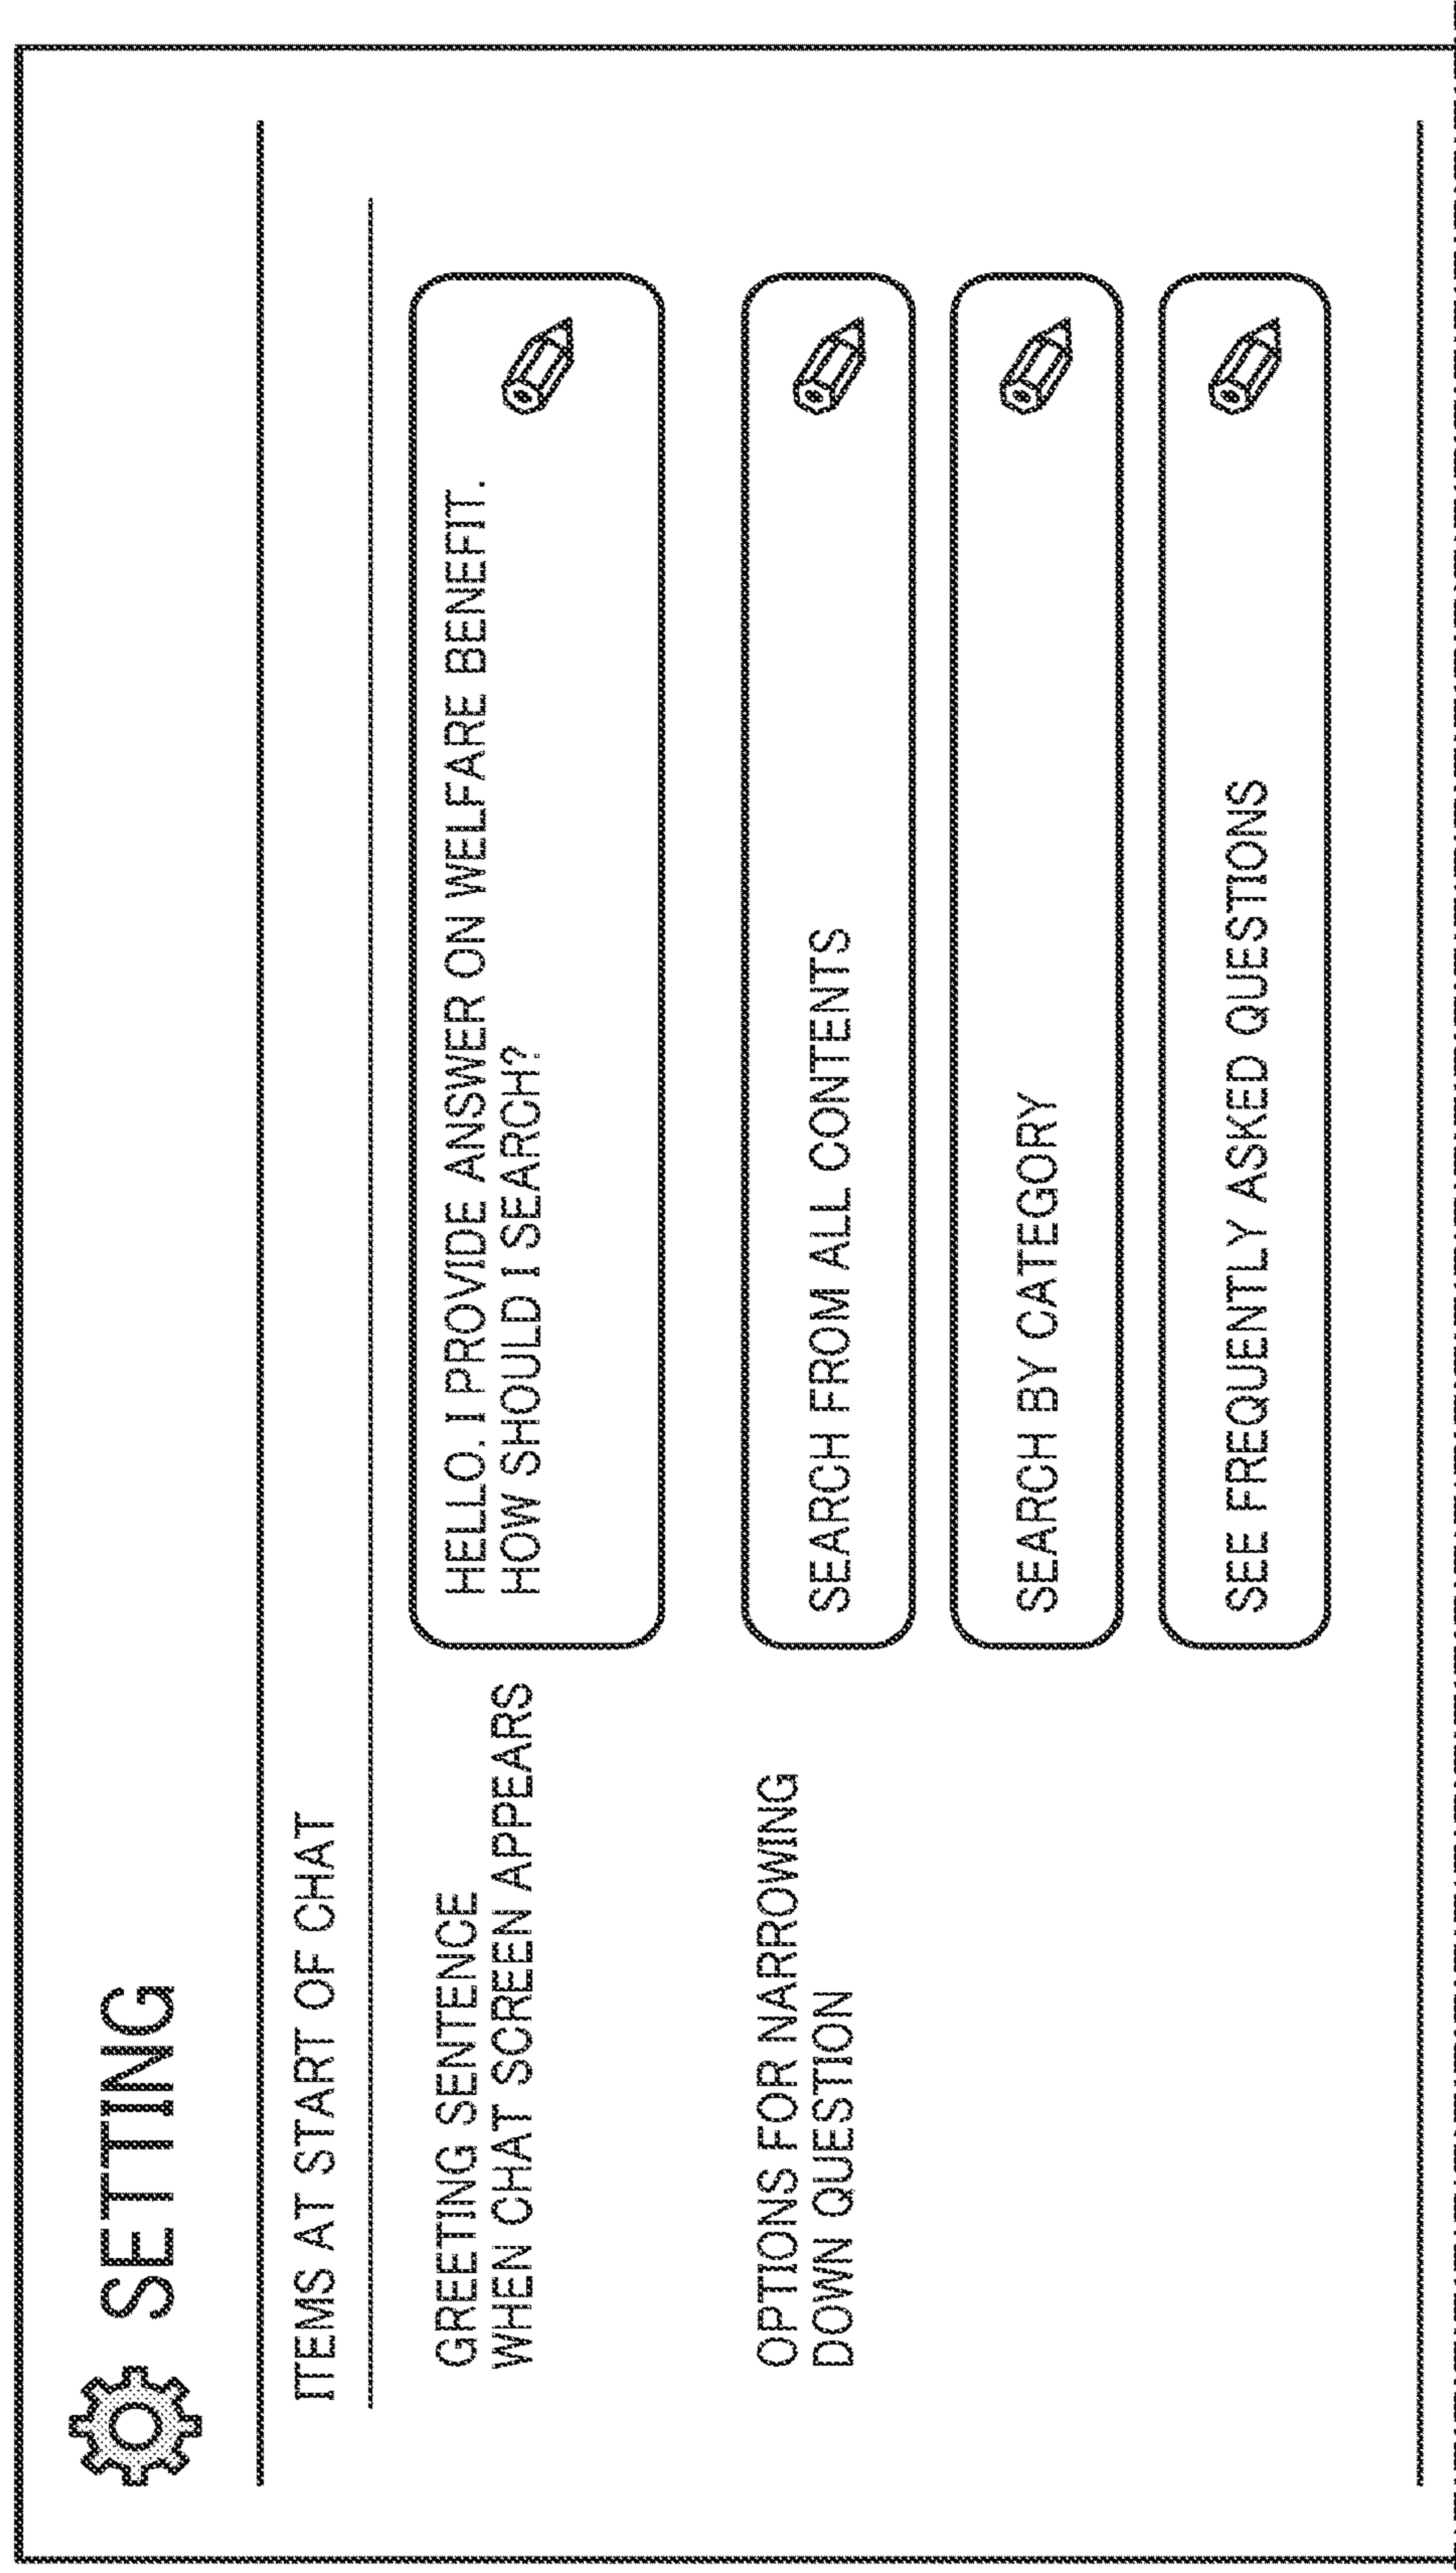 SETTING
ITEMS AT START OF CHAT
GREETING SENTENCE
WHEN CHAT SCREEN APPEARS
HELLO. I PROVIDE ANSWER ON WELFARE BENEFIT.
HOW SHOULD I SEARCH?
OPTIONS FOR NARROWING
DOWN QUESTION
SEARCH FROM ALL CONTENTS
SEARCH BY CATEGORY
SEE FREQUENTLY ASKED QUESTIONS